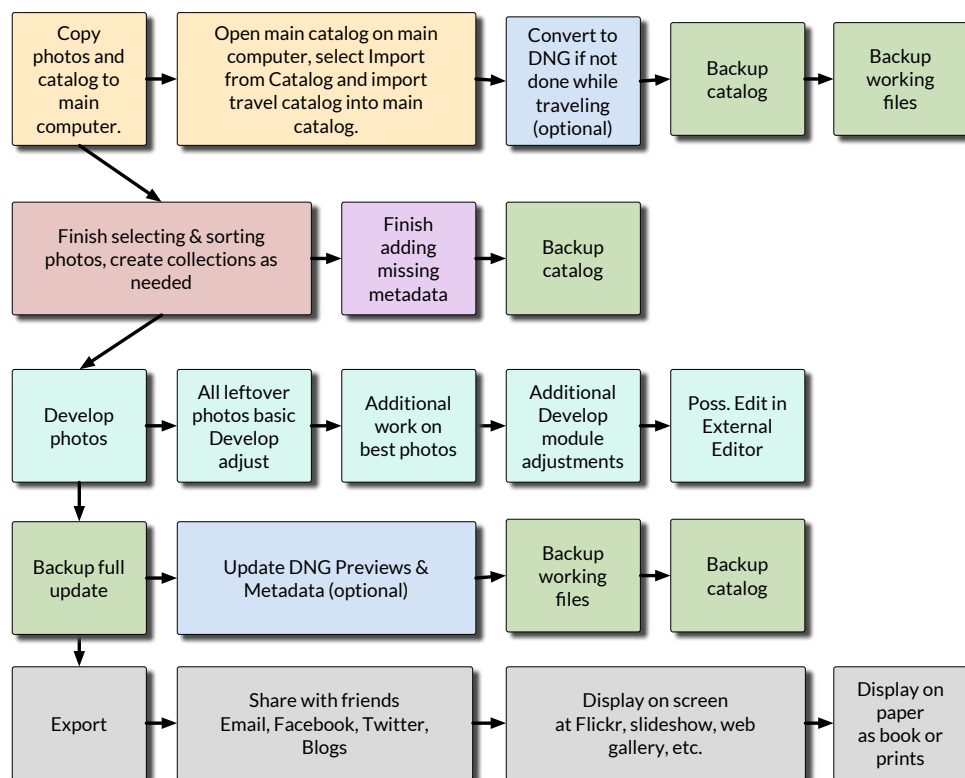 Copy
photos and
catalog to
main
computer.
Open main catalog on main
computer, select Import
from Catalog and import
travel catalog into main
catalog.
Convert to
DNG if not
done while
traveling
(optional)
Backup
catalog
Backup
working
files
Finish selecting & sorting
photos, create collections as
needed
Finish
adding
missing
metadata
Backup
catalog
Develop
photos
All leftover
photos basic
Develop
adjust
Additional
work on
best photos
Additional
Develop
module
adjustments
Poss. Edit in
External
Editor
Backup full
update
Update DNG Previews &
Metadata (optional)
Backup
working
files
Backup
catalog
Export
Share with friends
Email, Facebook, Twitter,
Blogs
Display on screen
at Flickr, slideshow, web
gallery, etc.
Display on
paper
as book or
prints